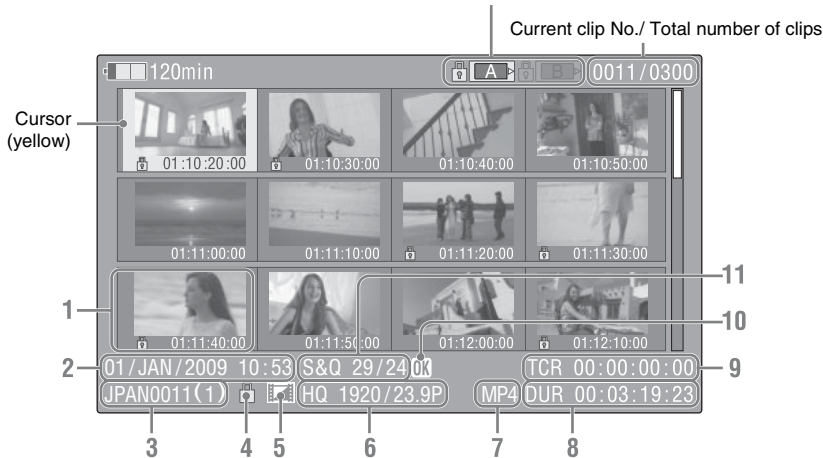 Current clip No./ Total number of clips
120min A B 0011/0300
Cursor
(yellow)
01:10:20:00 01:10:30:00 01:10:40:00 01:10:50:00
01:11:00:00 01:11:10:00 01:11:20:00 01:11:30:00
11
10
1
01:11:40:00 01:11:50:00 01:12:00:00 01:12:10:00
2 01/JAN/2009 10:53 S&Q 29/24 OK TCR 00:00:00:00 9
JPAN0011(1) HQ 1920/23.9P MP4 DUR 00:03:19:23
3 4 5 6 7 8